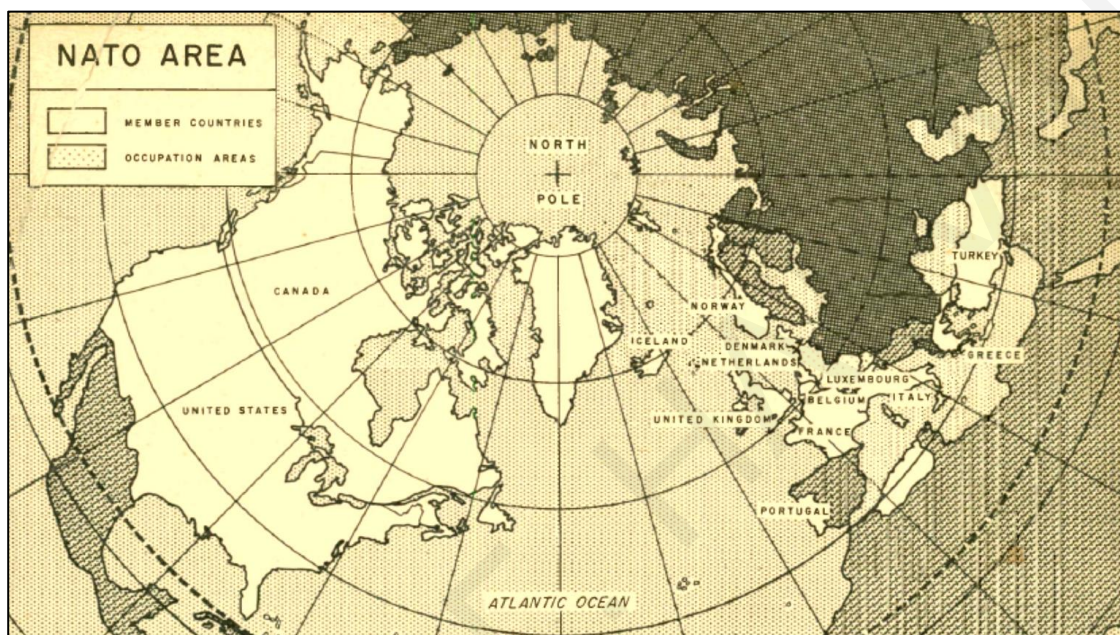 NATO AREA
MEMBER COUNTRIES
OCCUPATION AREAS
NORTH
POLE
TURKEY
CANADA
NORWAY
ICELAND
DENMARK
NETHERLANDS
GREECE
LUXEMBOURG
BELGIUM
ITALY
UNITED STATES
UNITED KINGDOM
FRANCE
PORTUGAL
ATLANTIC OCEAN